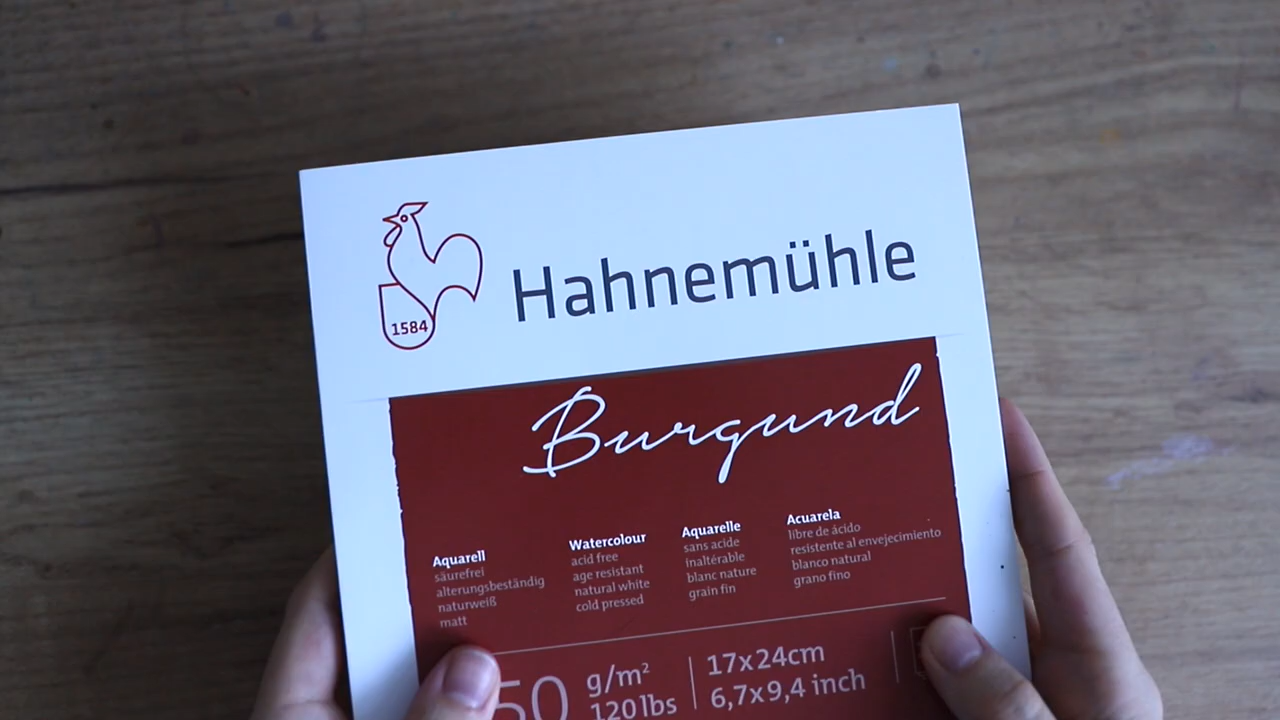 1584
Hahnemühle
Burgund
Aquarell
säurefrei
alterungsbeständig
naturweiß
matt
Watercolour
acid free
age resistant
natural white
cold pressed
Aquarelle
sans acide
inaltérable
blanc nature
grain fin
Acuarela
libre de ácido
resistente al envejecimiento
blanco natural
grano fino
50 g/m²
120 lbs
17x24cm
6,7x9,4 inch